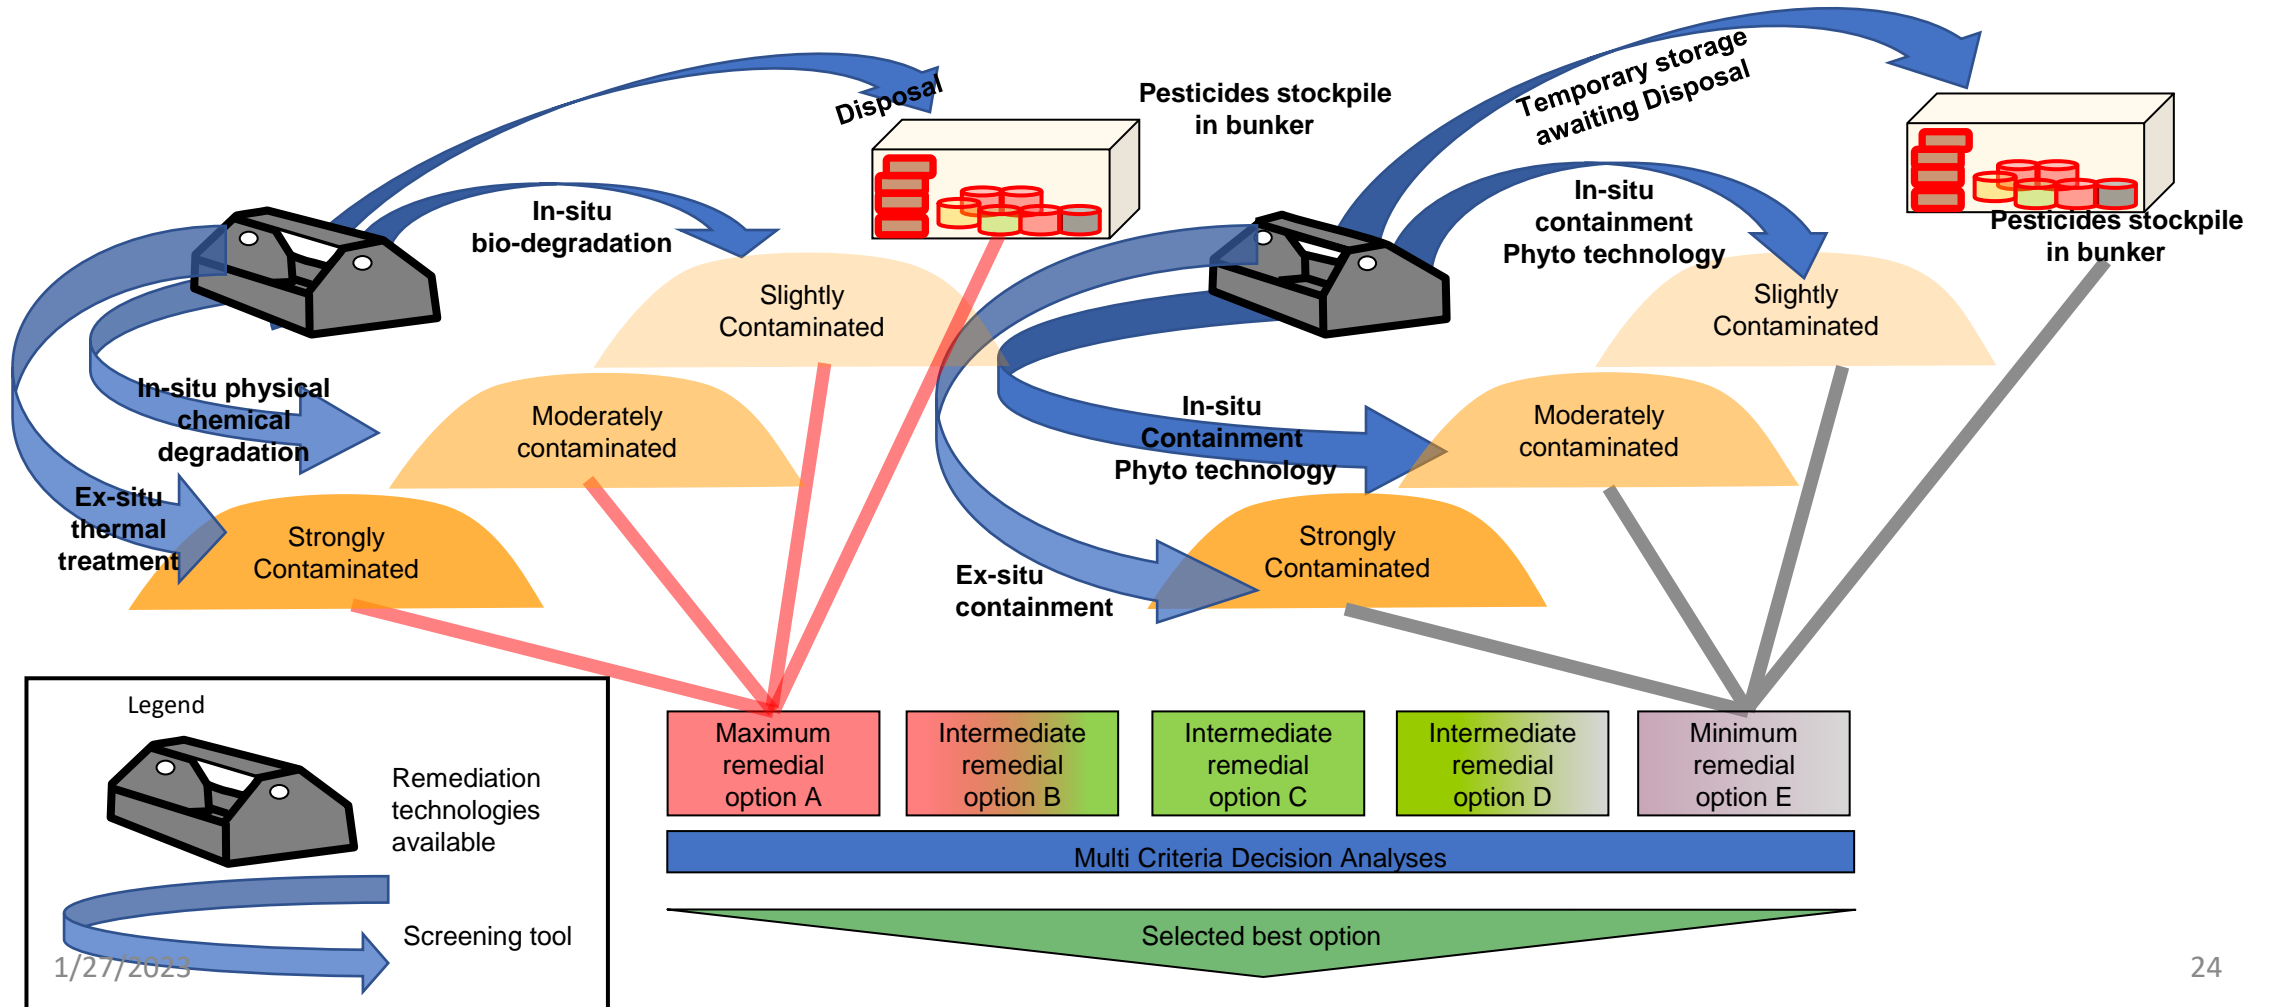 Disposal
Pesticides stockpile
in bunker
In-situ
bio-degradation
Slightly
Contaminated
In-situ physical
chemical
degradation
Moderately
contaminated
Ex-situ
thermal
treatment
Strongly
Contaminated
Temporary storage
awaiting Disposal
In-situ
containment
Phyto technology
Pesticides stockpile
in bunker
Slightly
Contaminated
In-situ
Containment
Phyto technology
Moderately
contaminated
Ex-situ
containment
Strongly
Contaminated
Legend
Remediation
technologies
available
Screening tool
Maximum
remedial
option A
Intermediate
remedial
option B
Intermediate
remedial
option C
Intermediate
remedial
option D
Minimum
remedial
option E
Multi Criteria Decision Analyses
Selected best option
1/27/2023
24